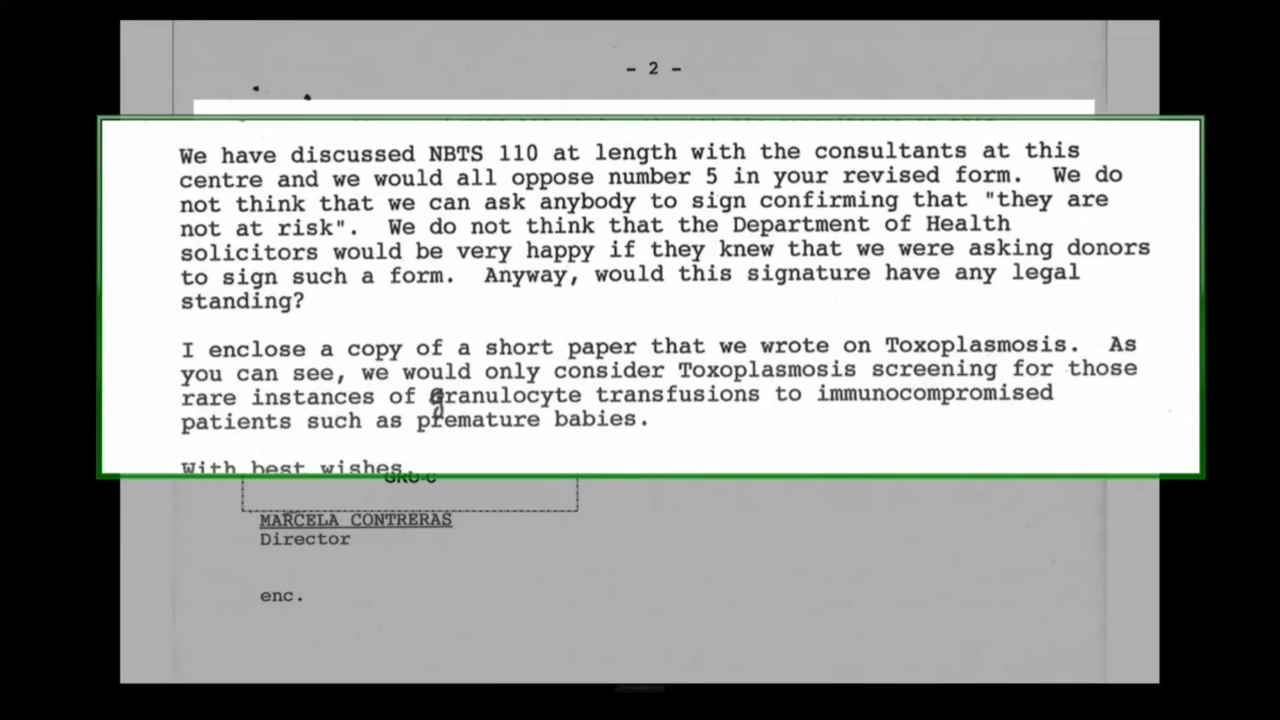 - 2 -
We have discussed NBTS 110 at length with the consultants at this
centre and we would all oppose number 5 in your revised form. We do
not think that we can ask anybody to sign confirming that "they are
not at risk". We do not think that the Department of Health
solicitors would be very happy if they knew that we were asking donors
to sign such a form. Anyway, would this signature have any legal
standing?
I enclose a copy of a short paper that we wrote on Toxoplasmosis. As
you can see, we would only consider Toxoplasmosis screening for those
rare instances of granulocyte transfusions to immunocompromised
patients such as premature babies.
With best wishes.
GRO-C
MARCELA CONTRERAS
Director
enc.